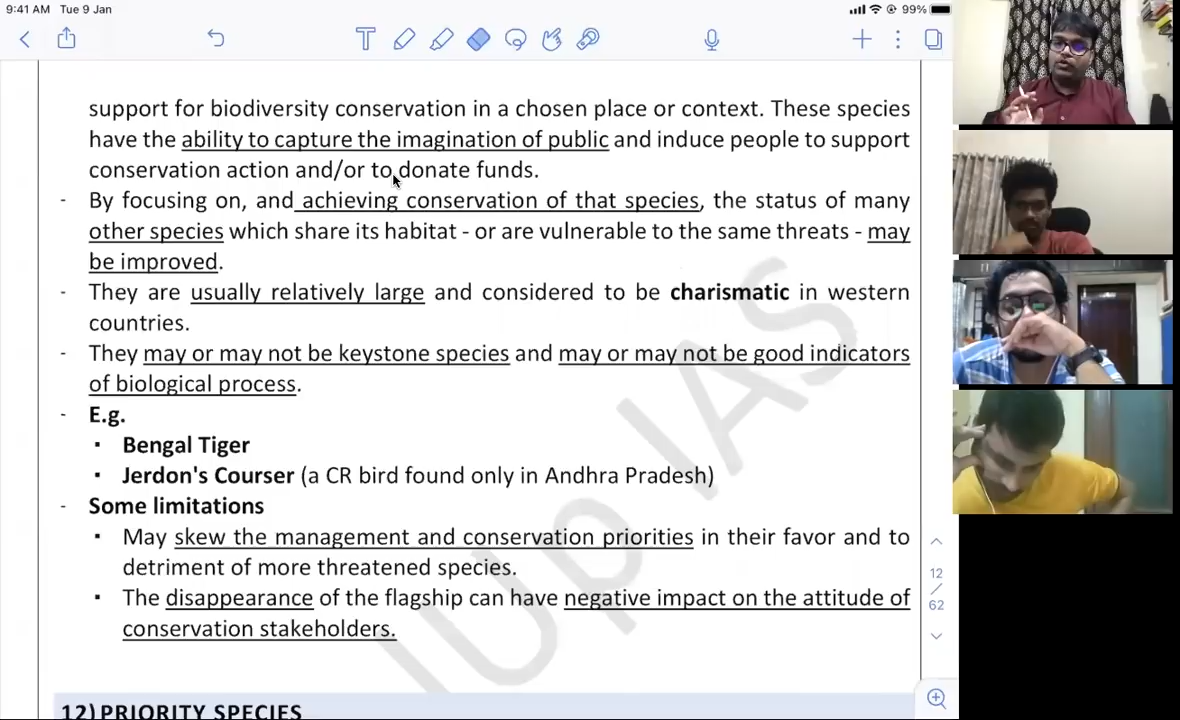 9:41 AM Tue 9 Jan
99%
support for biodiversity conservation in a chosen place or context. These species
have the ability to capture the imagination of public and induce people to support
conservation action and/or to donate funds.
- By focusing on, and achieving conservation of that species, the status of many
other species which share its habitat - or are vulnerable to the same threats - may
be improved.
- They are usually relatively large and considered to be charismatic in western
countries.
- They may or may not be keystone species and may or may not be good indicators
of biological process.
- E.g.
▪ Bengal Tiger
▪ Jerdon's Courser (a CR bird found only in Andhra Pradesh)
- Some limitations
▪ May skew the management and conservation priorities in their favor and to
detriment of more threatened species.
▪ The disappearance of the flagship can have negative impact on the attitude of
conservation stakeholders.
12
/
62
12) PRIORITY SPECIES
Up IAS